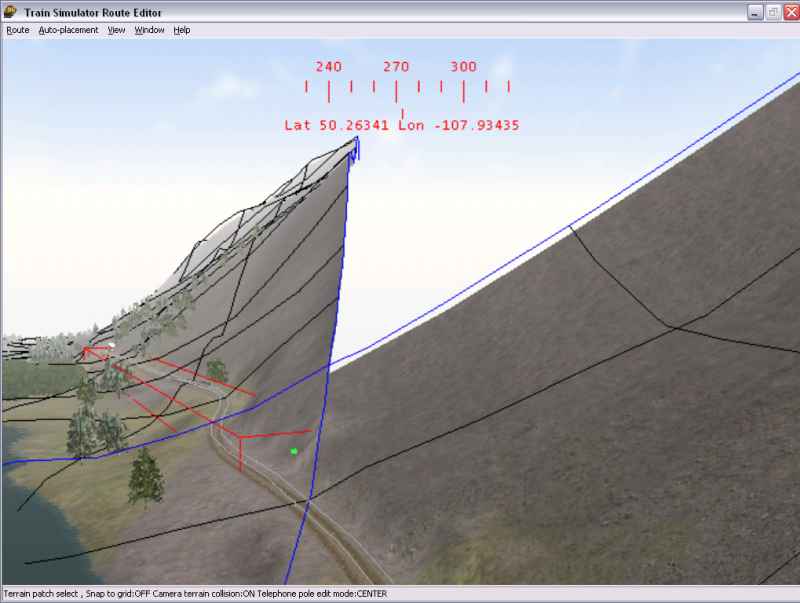 Train Simulator Route Editor
Route Auto-placement View Window Help
240 270 300
Lat 50.26341 Lon -107.93435
Terrain patch select , Snap to grid:OFF Camera terrain collision:ON Telephone pole edit mode:CENTER